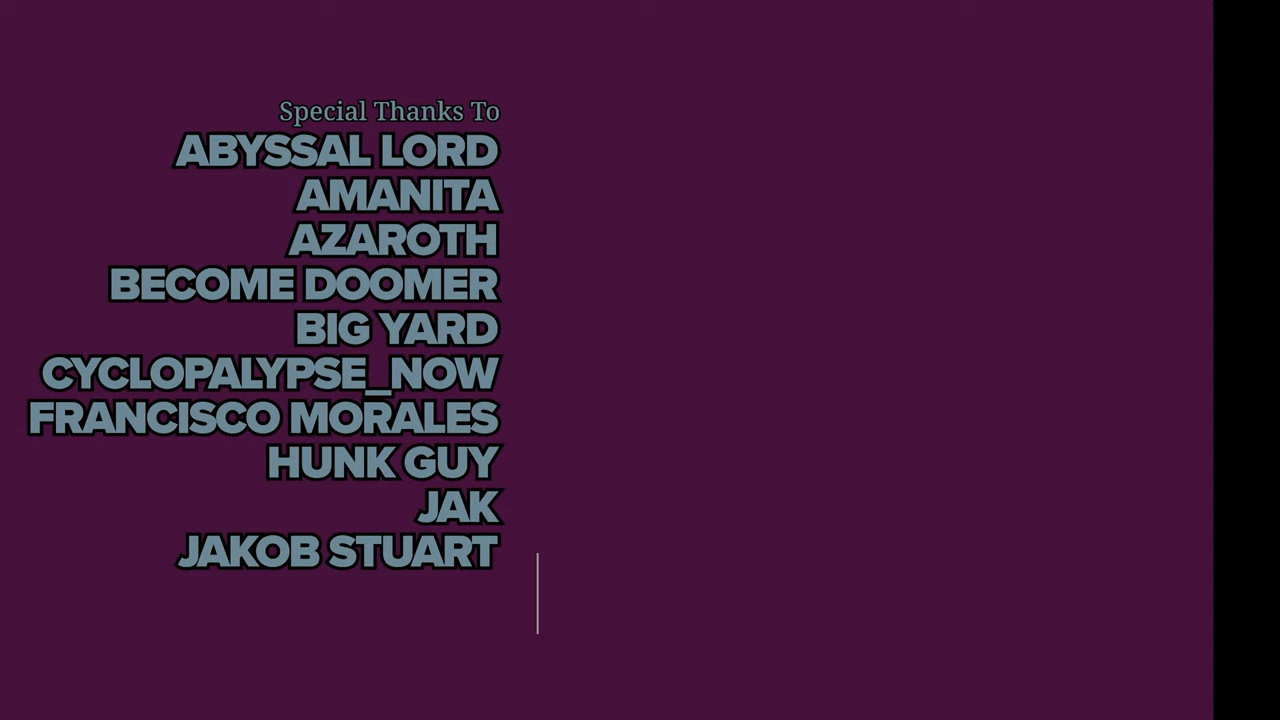 Special Thanks To
ABYSSAL LORD
AMANITA
AZAROTH
BECOME DOOMER
BIG YARD
CYCLOPALYPSE_NOW
FRANCISCO MORALES
HUNK GUY
JAK
JAKOB STUART